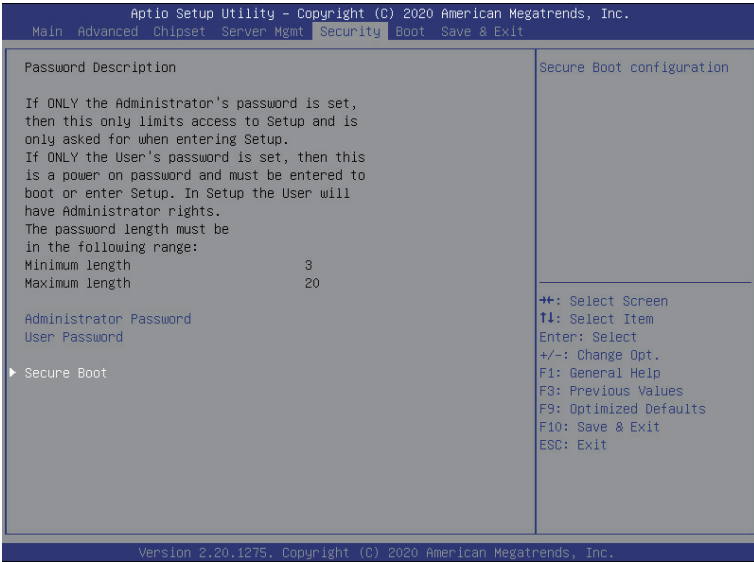 Aptio Setup Utility – Copyright (C) 2020 American Megatrends, Inc.
Main Advanced Chipset Server Mgmt Security Boot Save & Exit
Password Description
If ONLY the Administrator's password is set,
then this only limits access to Setup and is
only asked for when entering Setup.
If ONLY the User's password is set, then this
is a power on password and must be entered to
boot or enter Setup. In Setup the User will
have Administrator rights.
The password length must be
in the following range:
Minimum length 3
Maximum length 20
Administrator Password
User Password
▶ Secure Boot
Secure Boot configuration
→←: Select Screen
↑↓: Select Item
Enter: Select
+/-: Change Opt.
F1: General Help
F3: Previous Values
F9: Optimized Defaults
F10: Save & Exit
ESC: Exit
Version 2.20.1275. Copyright (C) 2020 American Megatrends, Inc.